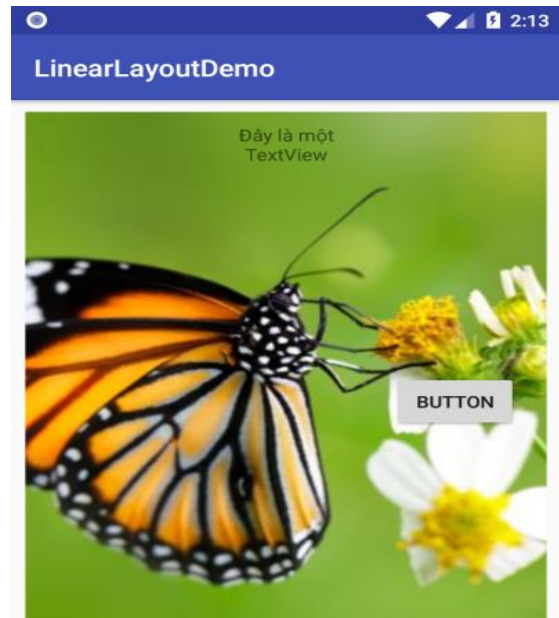 2:13
LinearLayoutDemo
Đây là một
TextView
BUTTON